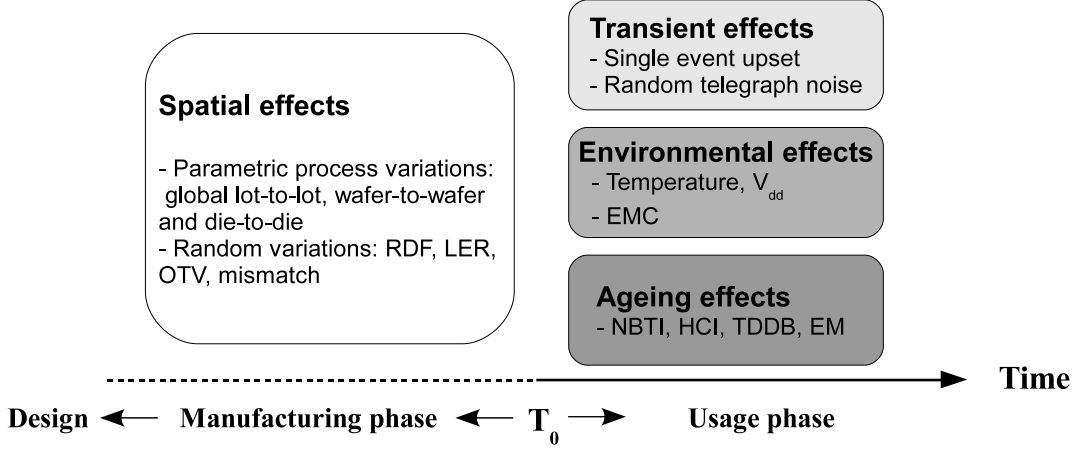 Spatial effects
- Parametric process variations:
global lot-to-lot, wafer-to-wafer
and die-to-die
- Random variations: RDF, LER,
OTV, mismatch
Transient effects
- Single event upset
- Random telegraph noise
Environmental effects
- Temperature, Vdd
- EMC
Ageing effects
- NBTI, HCI, TDDB, EM
Time
Design Manufacturing phase T0 Usage phase